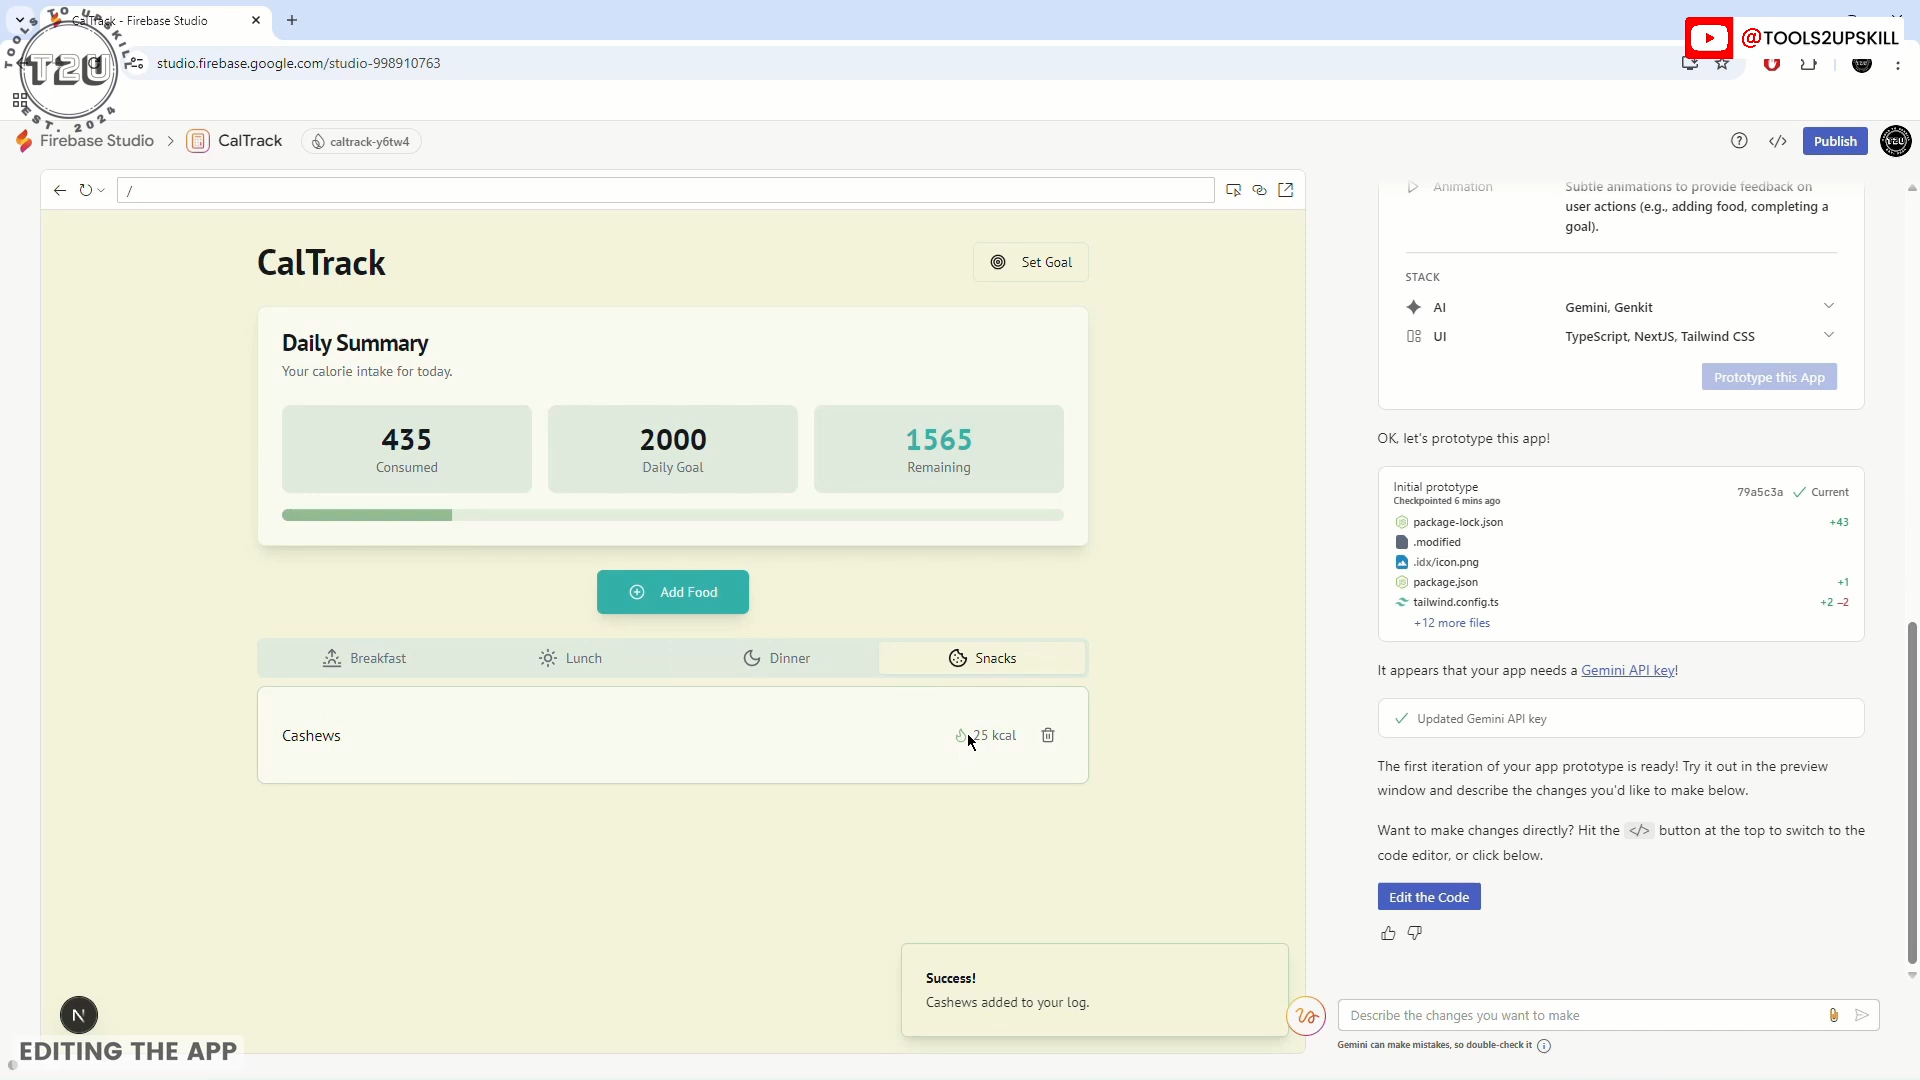 CalTrack - Firebase Studio
@TOOLS2UPSKILL
TOOLS TO UPSKILL
T2U
EST. 2024
studio.firebase.google.com/studio-998910763
Firebase Studio
CalTrack
caltrack-y6tw4
Publish
/
CalTrack
Set Goal
Daily Summary
Your calorie intake for today.
435
Consumed
2000
Daily Goal
1565
Remaining
Add Food
Breakfast
Lunch
Dinner
Snacks
Cashews
25 kcal
Success!
Cashews added to your log.
N
EDITING THE APP
Animation
Subtle animations to provide feedback on
user actions (e.g., adding food, completing a
goal).
STACK
AI
Gemini, Genkit
UI
TypeScript, NextJS, Tailwind CSS
Prototype this App
OK, let's prototype this app!
Initial prototype
Checkpointed 6 mins ago
79a5c3a
Current
package-lock.json
+43
.modified
.idx/icon.png
package.json
+1
tailwind.config.ts
+2 −2
+12 more files
It appears that your app needs a Gemini API key!
Updated Gemini API key
The first iteration of your app prototype is ready! Try it out in the preview
window and describe the changes you'd like to make below.
Want to make changes directly? Hit the </> button at the top to switch to the
code editor, or click below.
Edit the Code
Describe the changes you want to make
Gemini can make mistakes, so double-check it